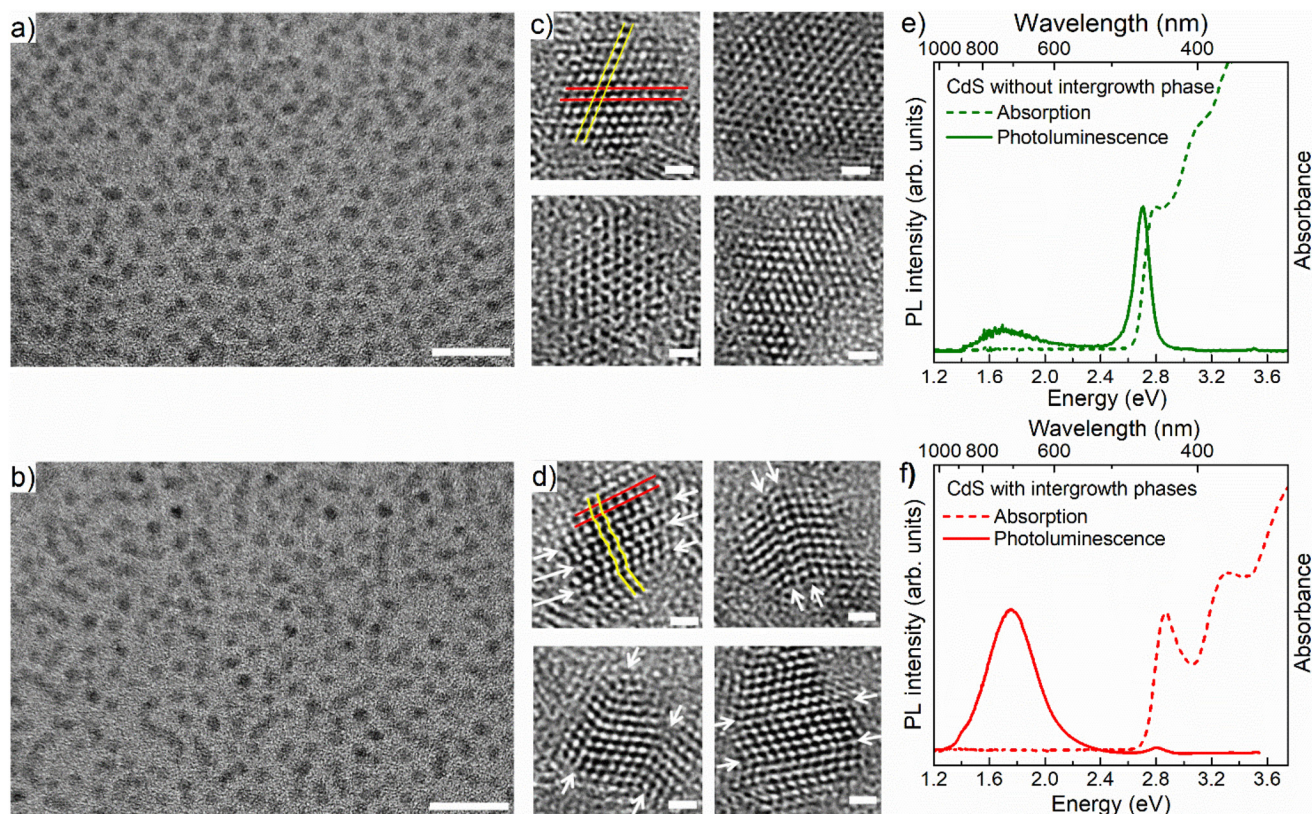 a)
c)
e)
Wavelength (nm)
1000 800 600 400
CdS without intergrowth phase
Absorption
Photoluminescence
PL intensity (arb. units)
Absorbance
1.2 1.6 2.0 2.4 2.8 3.2 3.6
Energy (eV)
b)
d)
f)
Wavelength (nm)
1000 800 600 400
CdS with intergrowth phases
Absorption
Photoluminescence
PL intensity (arb. units)
Absorbance
1.2 1.6 2.0 2.4 2.8 3.2 3.6
Energy (eV)